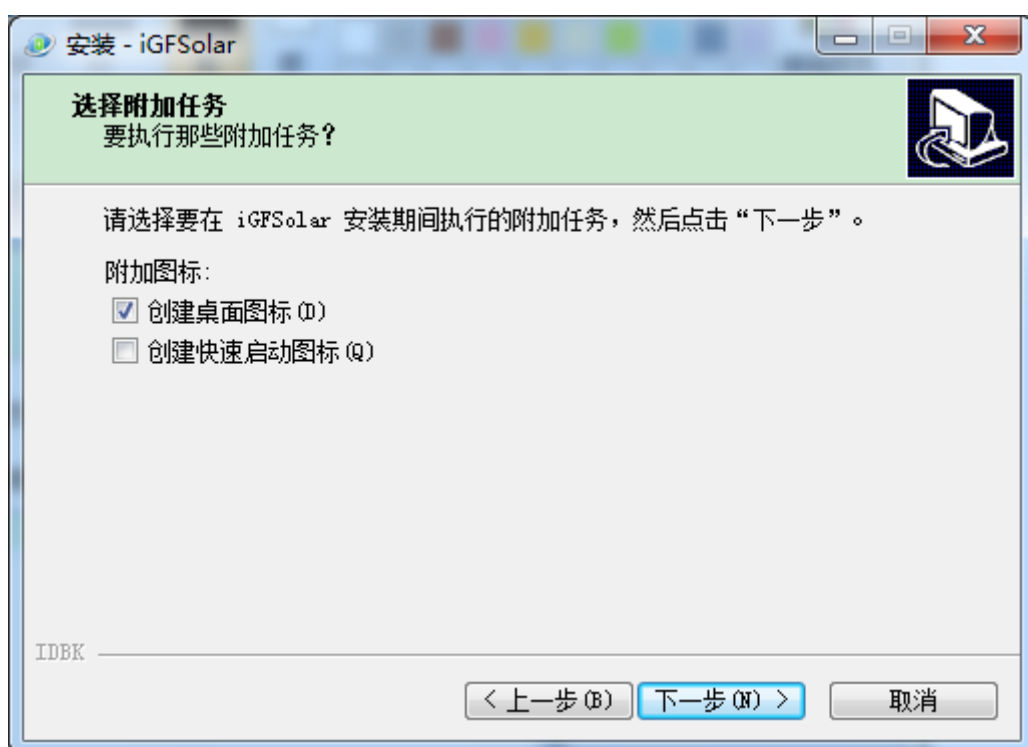 安装 - iGFSolar
选择附加任务
要执行那些附加任务?
请选择要在 iGFSolar 安装期间执行的附加任务，然后点击“下一步”。
附加图标:
创建桌面图标(D)
创建快速启动图标(Q)
IDBK
< 上一步(B) 下一步(N) > 取消